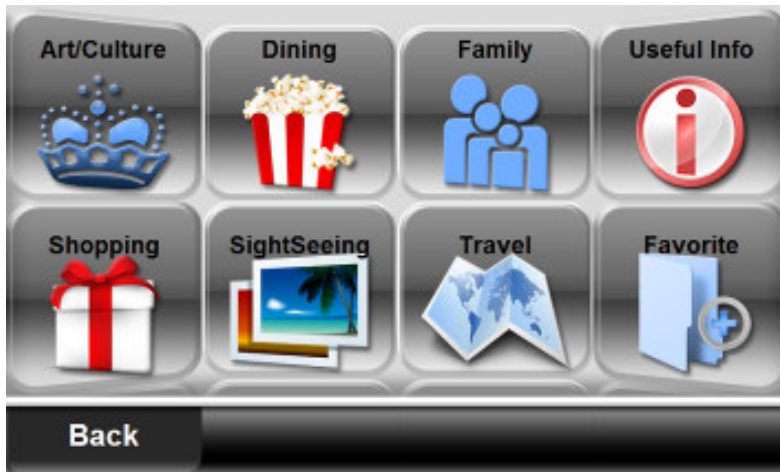 Art/Culture
Dining
Family
Useful Info
Shopping
SightSeeing
Travel
Favorite
Back